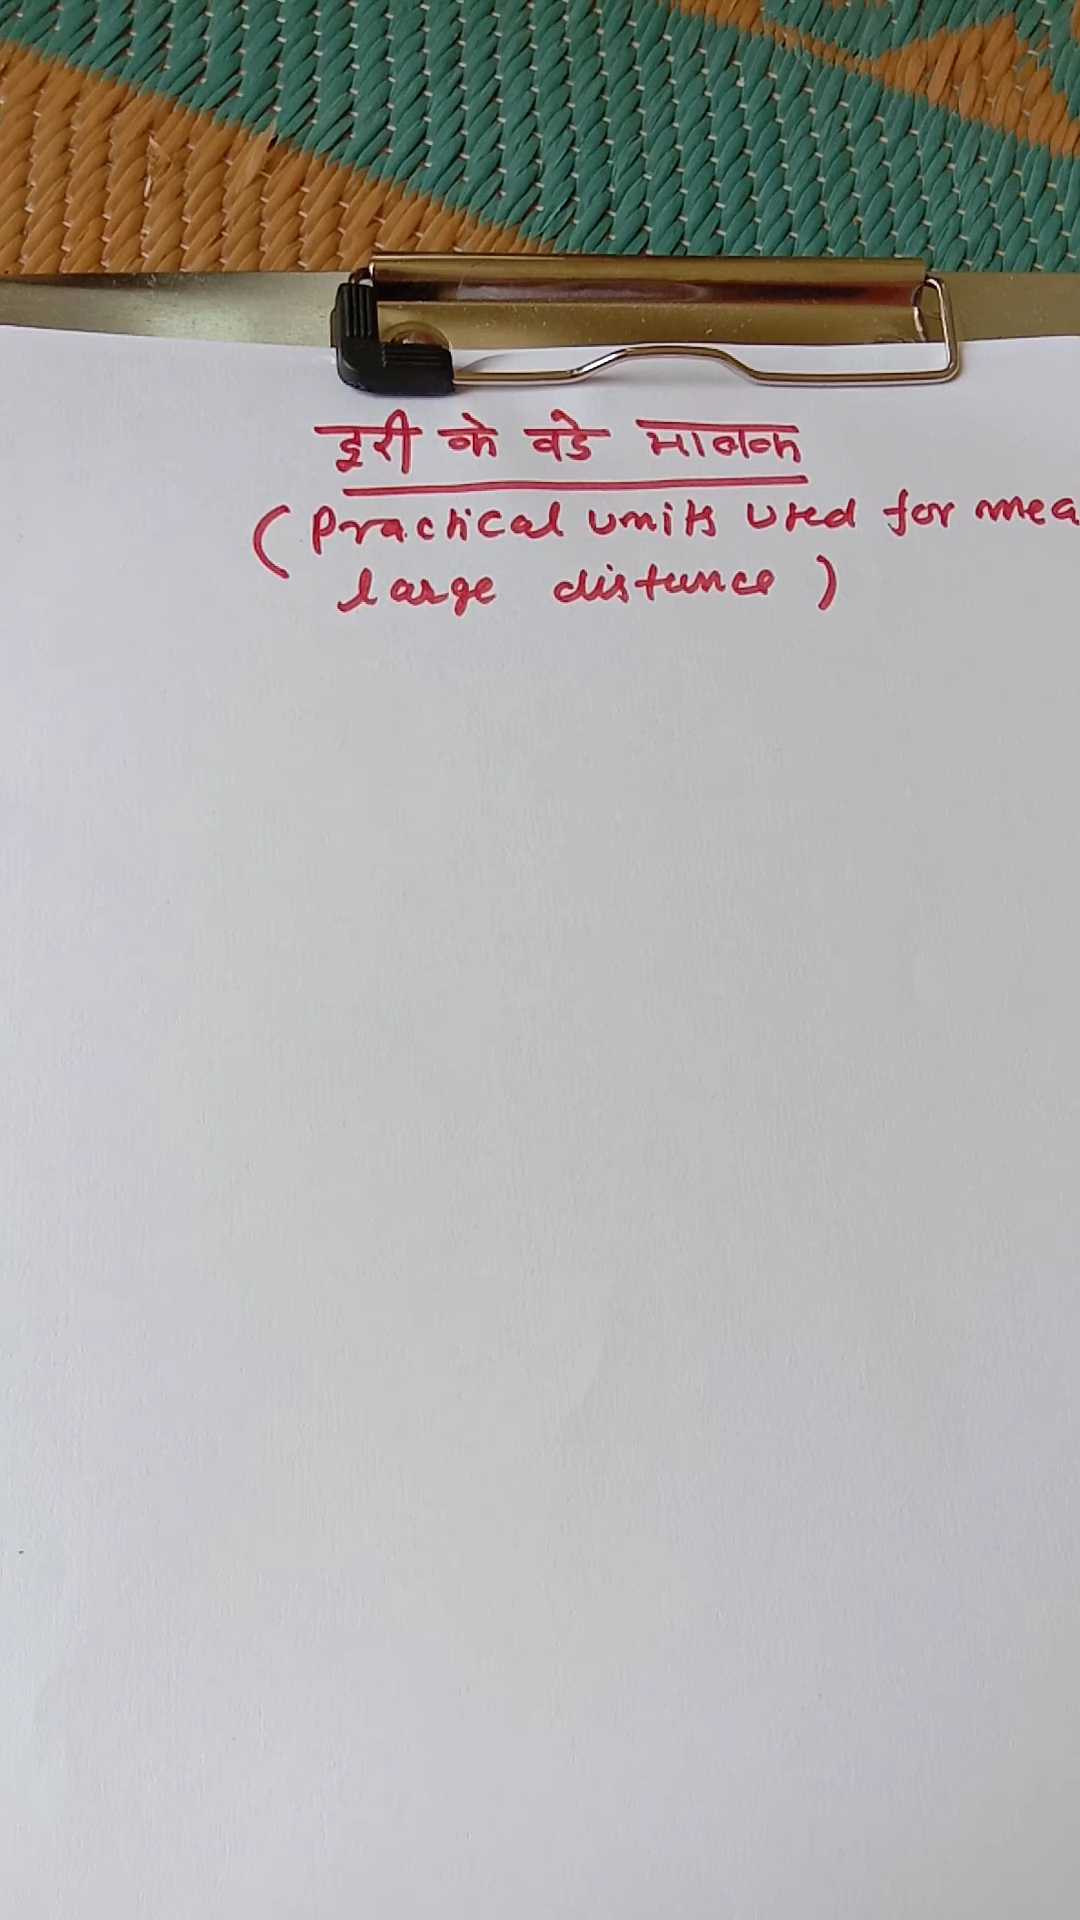 दूरी के बडे मात्रक
(Practical units used for mea
large distance)